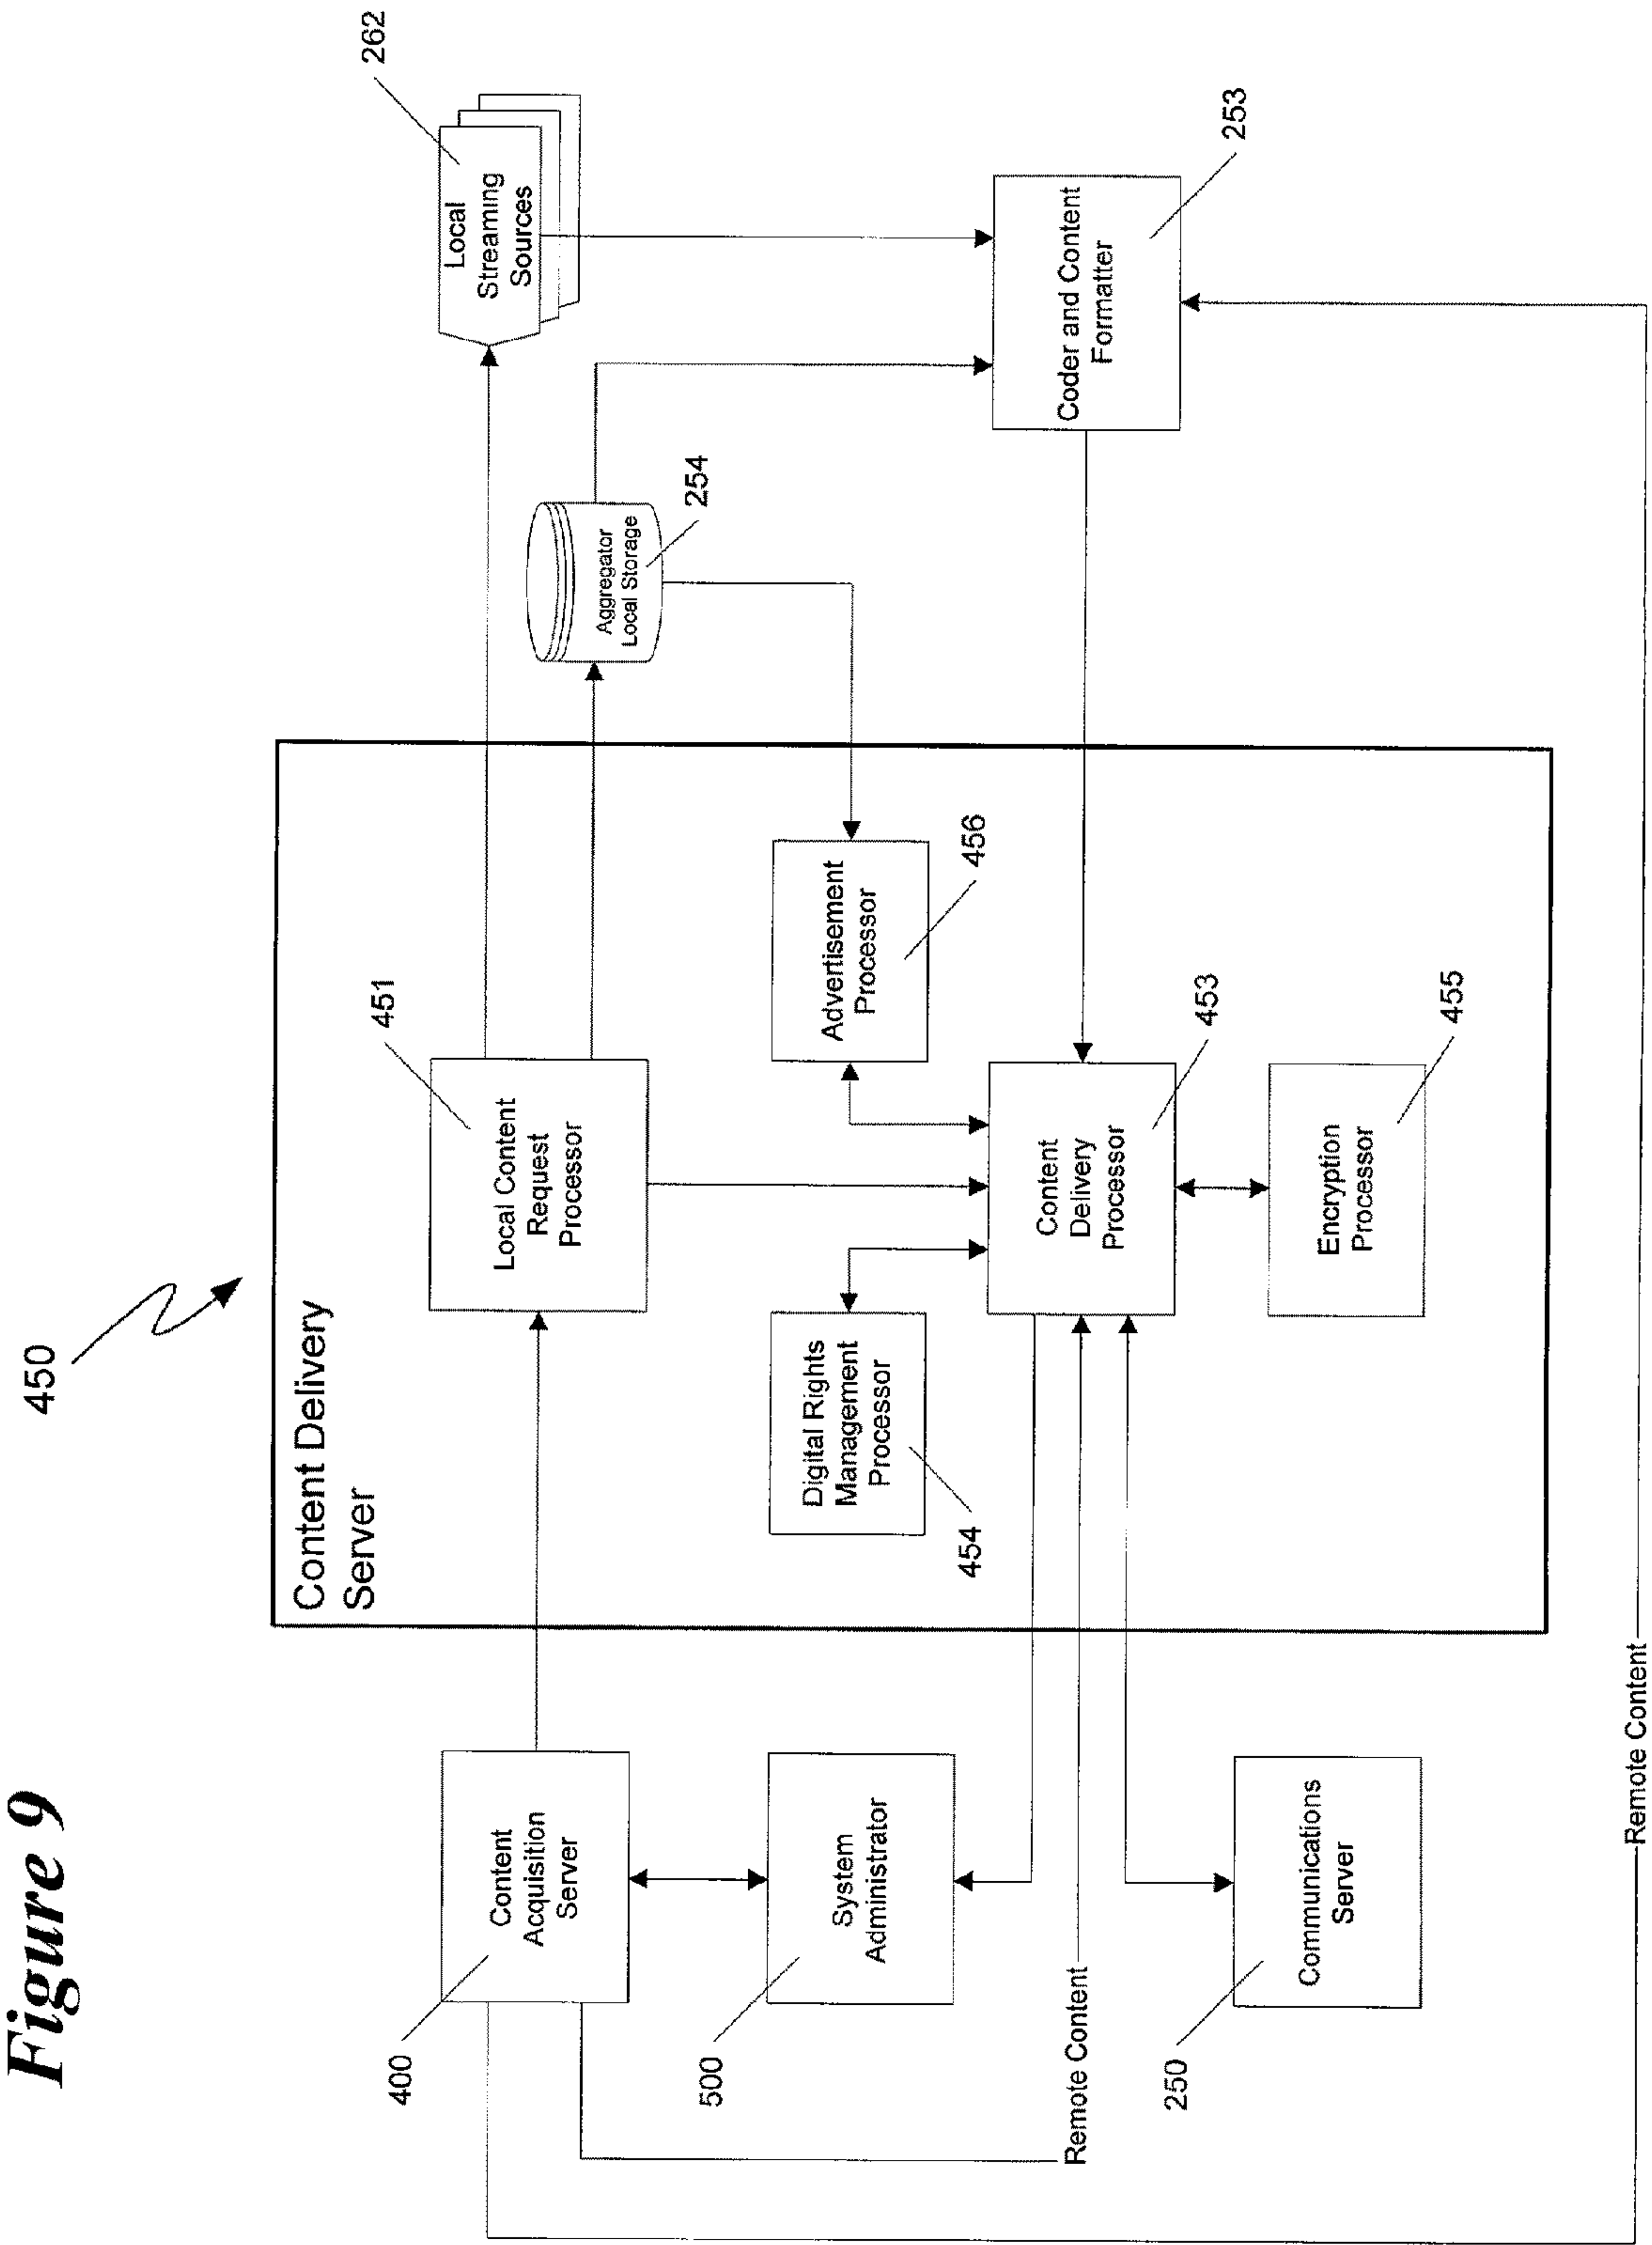 Figure 9
450
Content Delivery
Server
400
Content
Acquisition
Server
451
Local Content
Request
Processor
262
Local
Streaming
Sources
Aggregator
Local Storage
254
500
System
Administrator
Digital Rights
Management
Processor
454
Advertisement
Processor
456
Remote Content
Content
Delivery
Processor
453
Coder and Content
Formatter
253
250
Communications
Server
Encryption
Processor
455
Remote Content